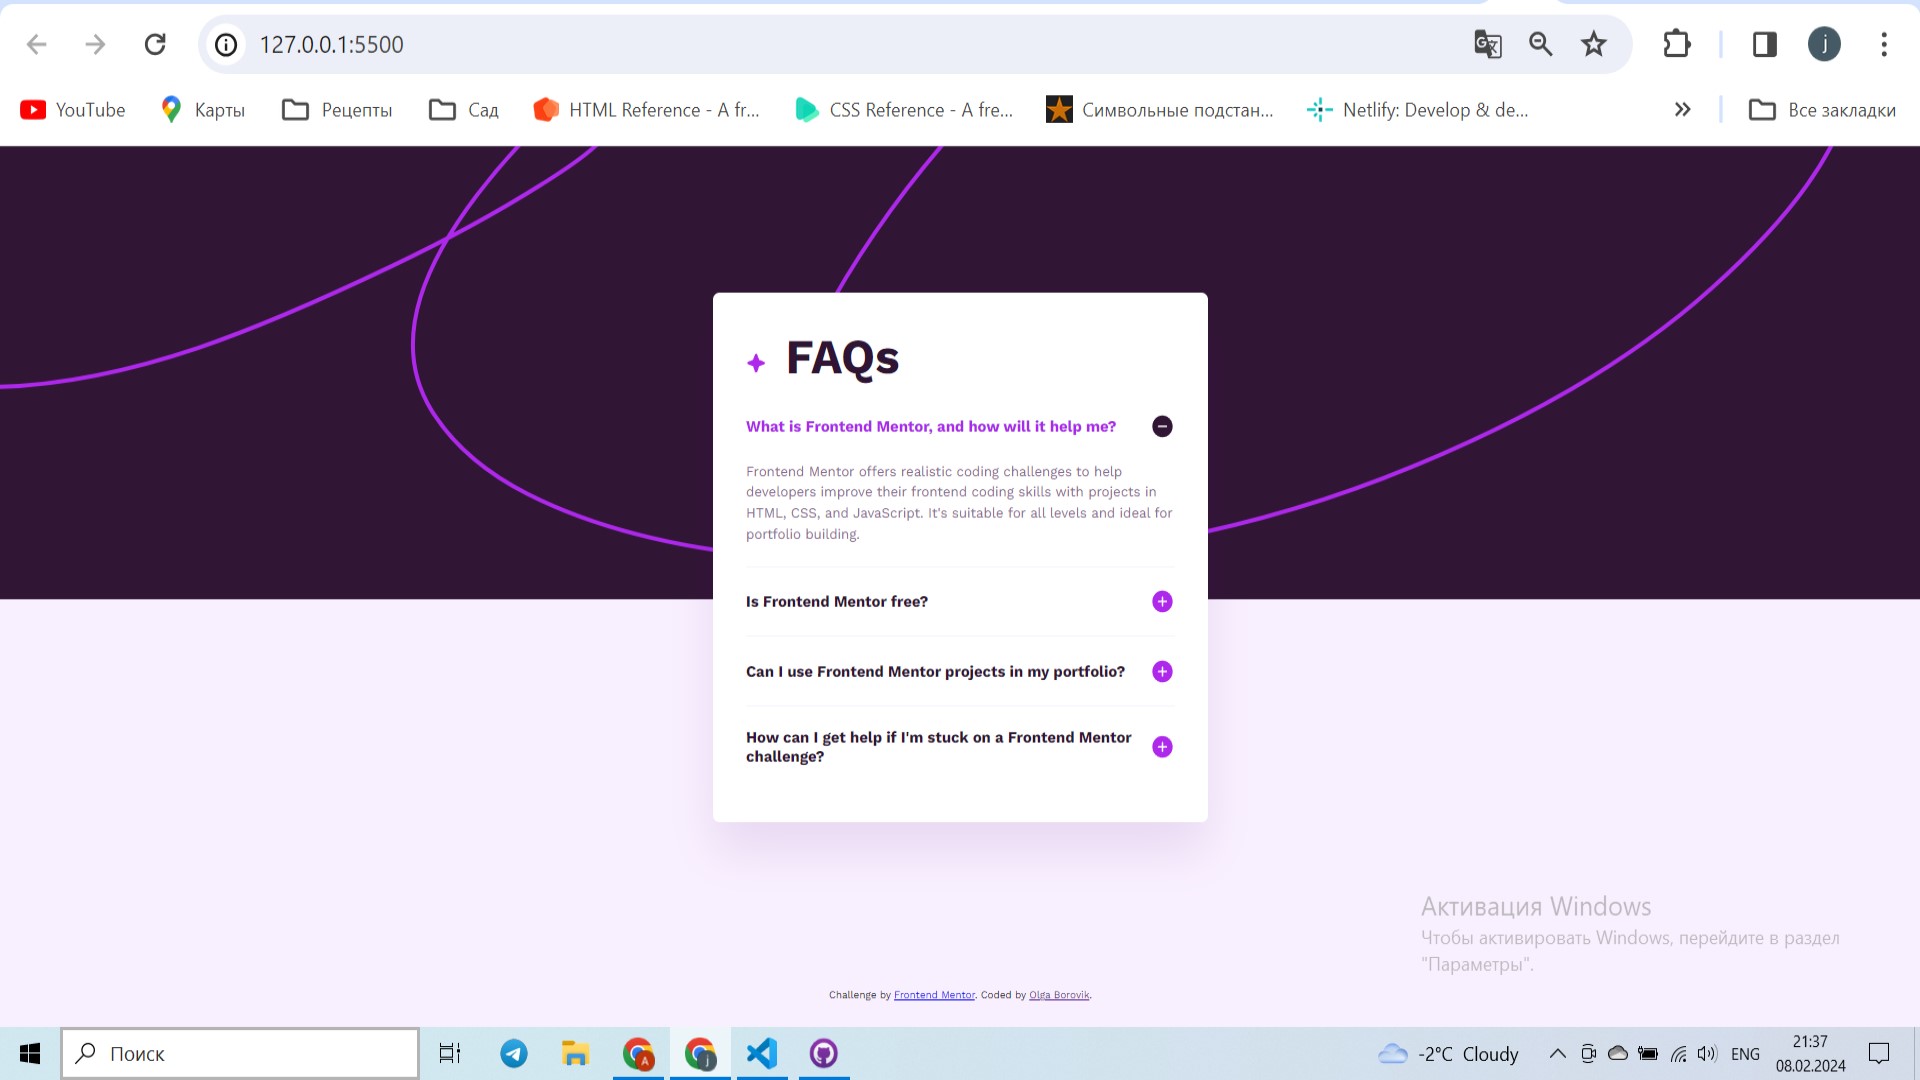 127.0.0.1:5500
j
YouTube
Карты
Рецепты
Сад
HTML Reference - A fr...
CSS Reference - A fre...
Символьные подстан...
Netlify: Develop & de...
Все закладки
FAQs
What is Frontend Mentor, and how will it help me?
Frontend Mentor offers realistic coding challenges to help
developers improve their frontend coding skills with projects in
HTML, CSS, and JavaScript. It's suitable for all levels and ideal for
portfolio building.
Is Frontend Mentor free?
Can I use Frontend Mentor projects in my portfolio?
How can I get help if I'm stuck on a Frontend Mentor
challenge?
Активация Windows
Чтобы активировать Windows, перейдите в раздел
"Параметры".
Challenge by Frontend Mentor. Coded by Olga Borovik.
Поиск
A
j
-2°C Cloudy
ENG
21:37
08.02.2024